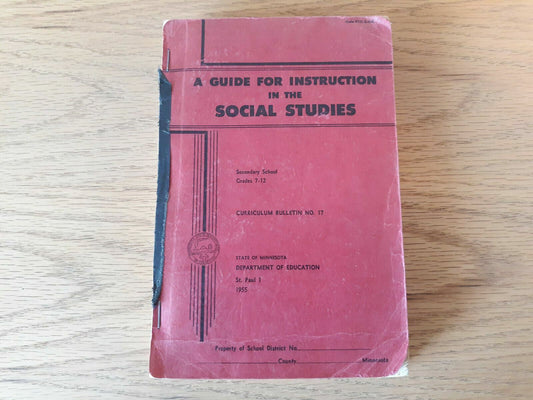 A GUIDE FOR INSTRUCTION
IN THE
SOCIAL STUDIES
Secondary School
Grades 7-12
CURRICULUM BULLETIN NO. 17
STATE OF MINNESOTA
DEPARTMENT OF EDUCATION
St. Paul 1
1955
Property of School District No.
County Minnesota